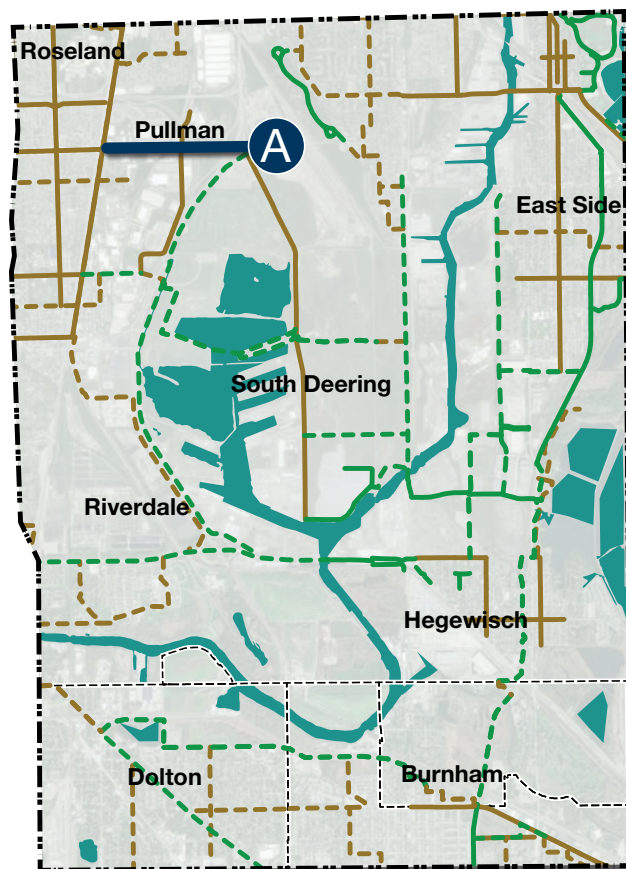 Roseland
Pullman
A
East Side
South Deering
Riverdale
Hegewisch
Dolton
Burnham